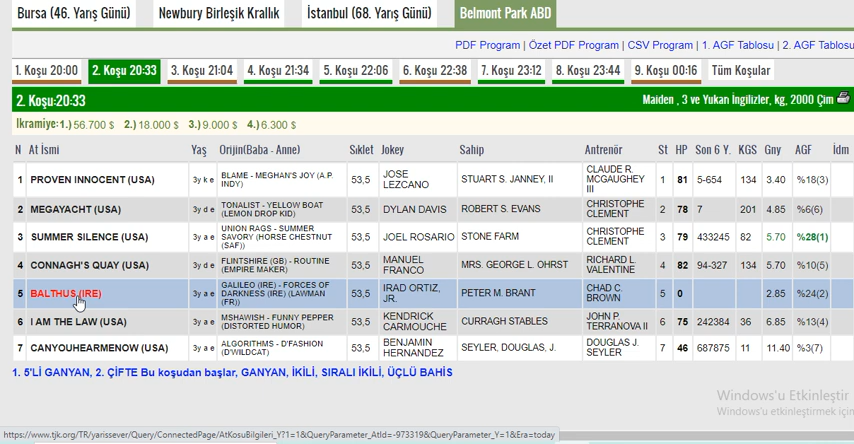 Bursa (46. Yarış Günü) Newbury Birleşik Krallık İstanbul (68. Yarış Günü) Belmont Park ABD
PDF Program | Özet PDF Program | CSV Program | 1. AGF Tablosu | 2. AGF Tablosu
1. Koşu 20:00 2. Koşu 20:33 3. Koşu 21:04 4. Koşu 21:34 5. Koşu 22:06 6. Koşu 22:38 7. Koşu 23:12 8. Koşu 23:44 9. Koşu 00:16 Tüm Koşular
2. Koşu:20:33 Maiden , 3 ve Yukarı İngilizler, kg, 2000 Çim
Ikramiye:1.) 56.700 $ 2.) 18.000 $ 3.) 9.000 $ 4.) 6.300 $
N At İsmi Yaş Orijin(Baba - Anne) Sıklet Jokey Sahip Antrenör St HP Son 6 Y. KGS Gny AGF İdm
1 PROVEN INNOCENT (USA) 3y k e BLAME - MEGHAN'S JOY (A.P. INDY) 53,5 JOSE LEZCANO STUART S. JANNEY, II CLAUDE R. MCGAUGHEY III 1 81 5-654 134 3.40 %18(3)
2 MEGAYACHT (USA) 3y d e TONALIST - YELLOW BOAT (LEMON DROP KID) 53,5 DYLAN DAVIS ROBERT S. EVANS CHRISTOPHE CLEMENT 2 78 7 201 4.85 %6(6)
3 SUMMER SILENCE (USA) 3y a e UNION RAGS - SUMMER SAVORY (HORSE CHESTNUT (SAF)) 53,5 JOEL ROSARIO STONE FARM CHRISTOPHE CLEMENT 3 79 433245 82 5.70 %28(1)
4 CONNAGH'S QUAY (USA) 3y d e FLINTSHIRE (GB) - ROUTINE (EMPIRE MAKER) 53,5 MANUEL FRANCO MRS. GEORGE L. OHRST RICHARD L. VALENTINE 4 82 94-327 134 5.70 %10(5)
5 BALTHUS (IRE) 3y a e GALILEO (IRE) - FORCES OF DARKNESS (IRE) (LAWMAN (FR)) 53,5 IRAD ORTIZ, JR. PETER M. BRANT CHAD C. BROWN 5 0 2.85 %24(2)
6 I AM THE LAW (USA) 3y a e MSHAWISH - FUNNY PEPPER (DISTORTED HUMOR) 53,5 KENDRICK CARMOUCHE CURRAGH STABLES JOHN P. TERRANOVA II 6 75 242384 36 6.85 %13(4)
7 CANYOUHEARMENOW (USA) 3y a e ALGORITHMS - D'FASHION (D'WILDCAT) 53,5 BENJAMIN HERNANDEZ SEYLER, DOUGLAS, J. DOUGLAS J. SEYLER 7 46 687875 11 11.40 %3(7)
1. 5'Lİ GANYAN, 2. ÇİFTE Bu koşudan başlar, GANYAN, İKİLİ, SIRALI İKİLİ, ÜÇLÜ BAHİS
Windows'u Etkinleştir
Windows'u etkinleştirmek için
https://www.tjk.org/TR/yarissever/Query/ConnectedPage/AtKosuBilgileri_Y?1=1&QueryParameter_AtId=-973319&QueryParameter_Y=1&Era=today